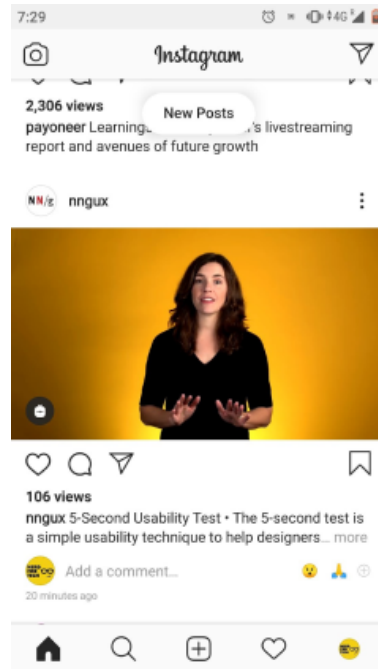 7:29
4G
Instagram
2,306 views
New Posts
payoneer Learning 's livestreaming
report and avenues of future growth
NN/g nngux
106 views
nngux 5-Second Usability Test • The 5-second test is
a simple usability technique to help designers... more
Add a comment...
20 minutes ago